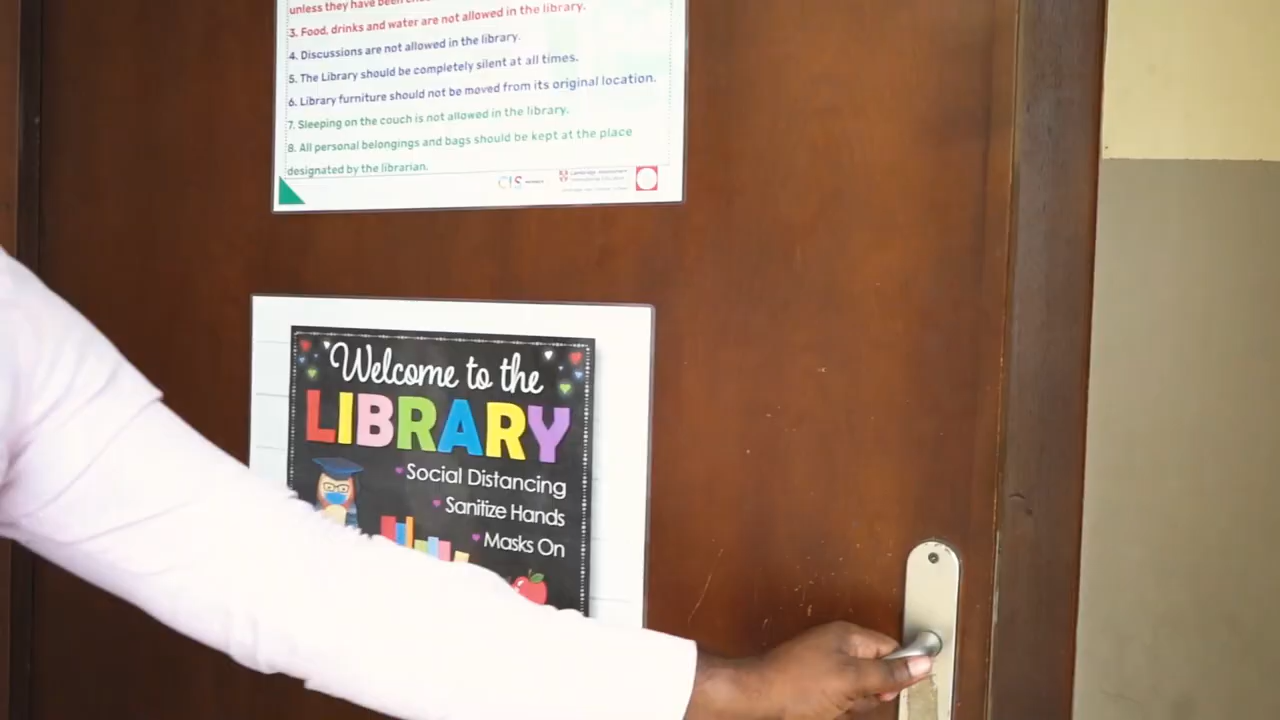 unless they have been
3. Food, drinks and water are not allowed in the library.
4. Discussions are not allowed in the library.
5. The Library should be completely silent at all times.
6. Library furniture should not be moved from its original location.
7. Sleeping on the couch is not allowed in the library.
8. All personal belongings and bags should be kept at the place
designated by the librarian.
CIS
Welcome to the
LIBRARY
Social Distancing
Sanitize Hands
Masks On